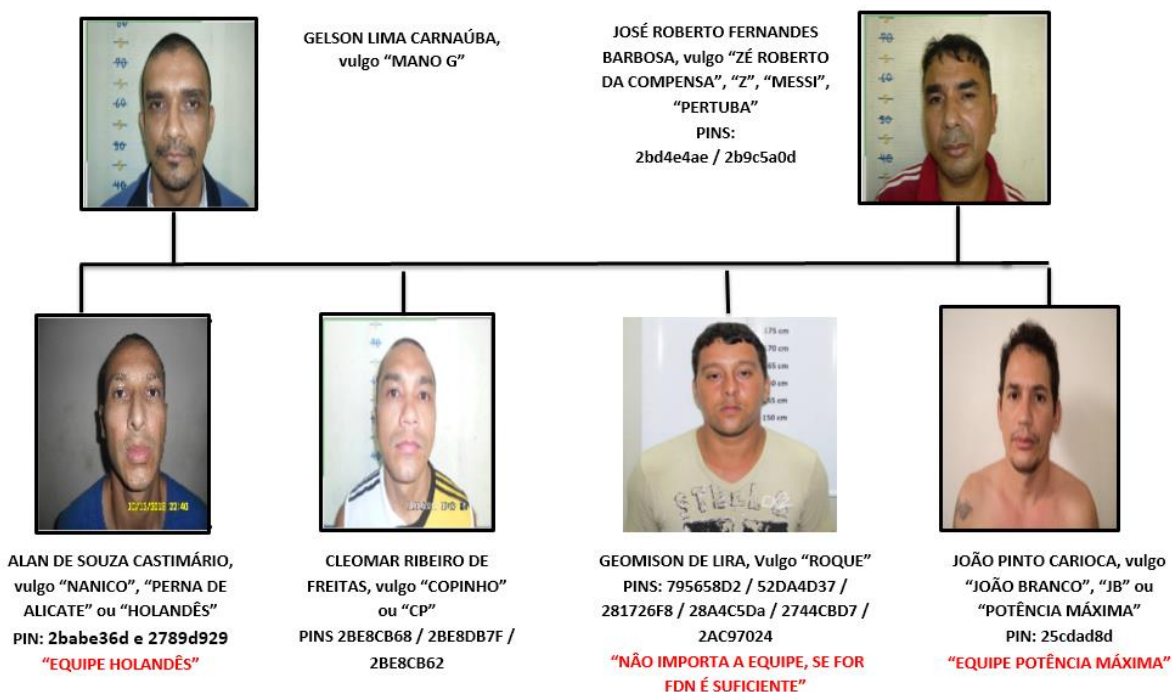 GELSON LIMA CARNAÚBA,
vulgo “MANO G”
JOSÉ ROBERTO FERNANDES
BARBOSA, vulgo “ZÉ ROBERTO
DA COMPENSA”, “Z”, “MESSI”,
“PERTUBA”
PINS:
2bd4e4ae / 2b9c5a0d
ALAN DE SOUZA CASTIMÁRIO,
vulgo “NANICO”, “PERNA DE
ALICATE” ou “HOLANDÊS”
PIN: 2babe36d e 2789d929
“EQUIPE HOLANDÊS”
CLEOMAR RIBEIRO DE
FREITAS, vulgo “COPINHO”
ou “CP”
PINS 2BE8CB68 / 2BE8DB7F /
2BE8CB62
175 cm
GEOMISON DE LIRA, Vulgo “ROQUE”
PINS: 795658D2 / 52DA4D37 /
281726F8 / 28A4C5Da / 2744CBD7 /
2AC97024
“NÃO IMPORTA A EQUIPE, SE FOR
FDN É SUFICIENTE”
JOÃO PINTO CARIOCA, vulgo
“JOÃO BRANCO”, “JB” ou
“POTÊNCIA MÁXIMA”
PIN: 25cdad8d
“EQUIPE POTÊNCIA MÁXIMA”